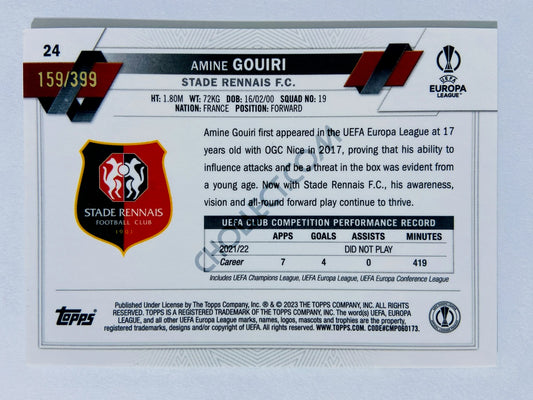 24
159/399
AMINE GOUIRI
STADE RENNAIS F.C.
HT: 1.80M WT: 72KG DOB: 16/02/00 SQUAD NO: 19
NATION: FRANCE POSITION: FORWARD
UEFA
EUROPA
LEAGUE™
Amine Gouiri first appeared in the UEFA Europa League at 17
years old with OGC Nice in 2017, proving that his ability to
influence attacks and be a threat in the box was evident from
a young age. Now with Stade Rennais F.C., his awareness,
vision and all-round forward play continue to thrive.
STADE RENNAIS
FOOTBALL CLUB
1901
UEFA CLUB COMPETITION PERFORMANCE RECORD
APPS GOALS ASSISTS MINUTES
2021/22 DID NOT PLAY
Career 7 4 0 419
Includes UEFA Champions League, UEFA Europa League, UEFA Europa Conference League
CHOLLECT.COM
Topps
Published Under License by The Topps Company, Inc. ® & © 2023 THE TOPPS COMPANY, INC. ALL RIGHTS
RESERVED. TOPPS IS A REGISTERED TRADEMARK OF THE TOPPS COMPANY, INC. The word(s) UEFA, EUROPA
LEAGUE, and all other UEFA Europa League marks, names, logos, mascots and trophies are the property,
registered trademarks, designs and/or copyright of UEFA. All rights reserved. WWW.TOPPS.COM. CODE#CMP060173.